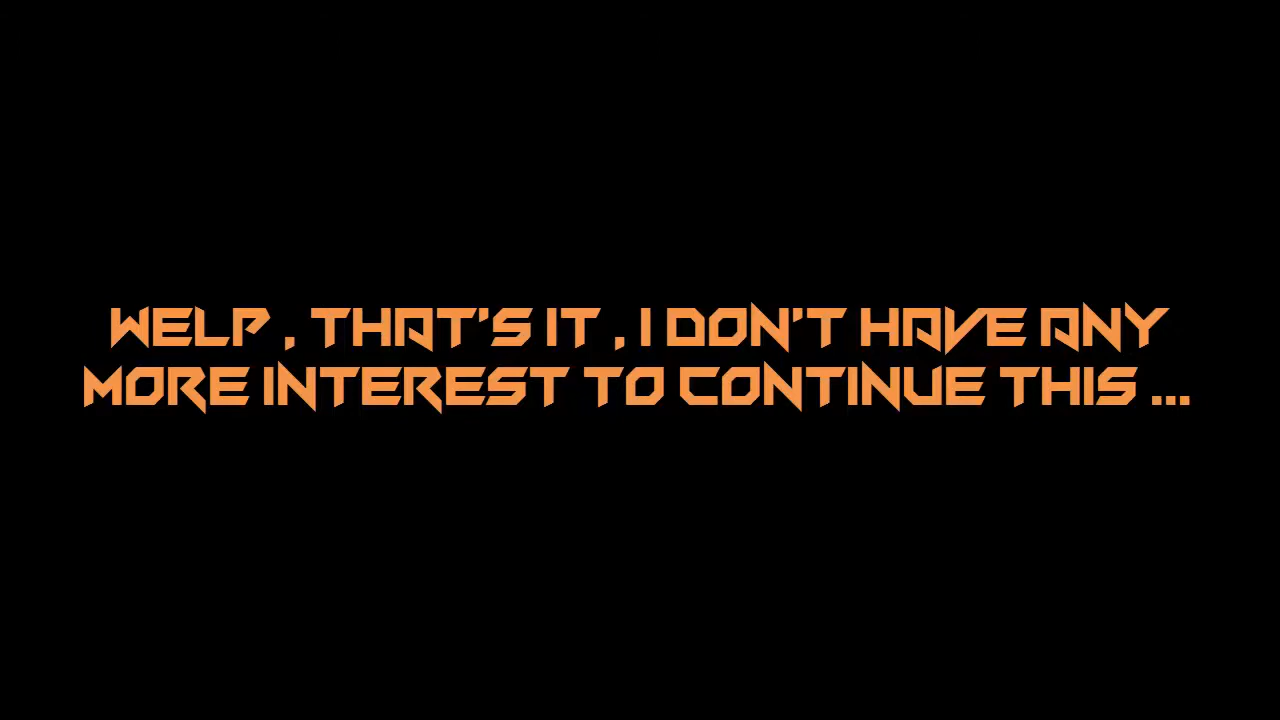 WELP , THAT'S IT , I DON'T HAVE ANY
MORE INTEREST TO CONTINUE THIS ...